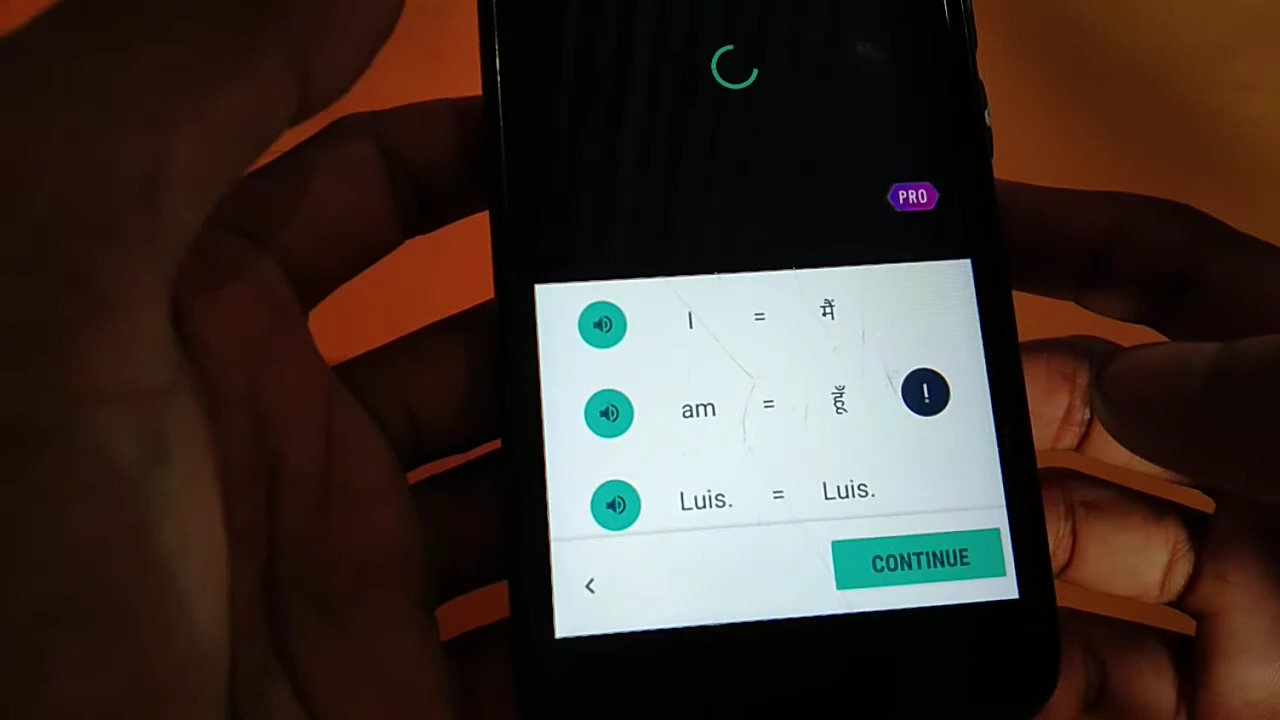 PRO
I = मैं
am = हूँ
!
Luis. = Luis.
CONTINUE